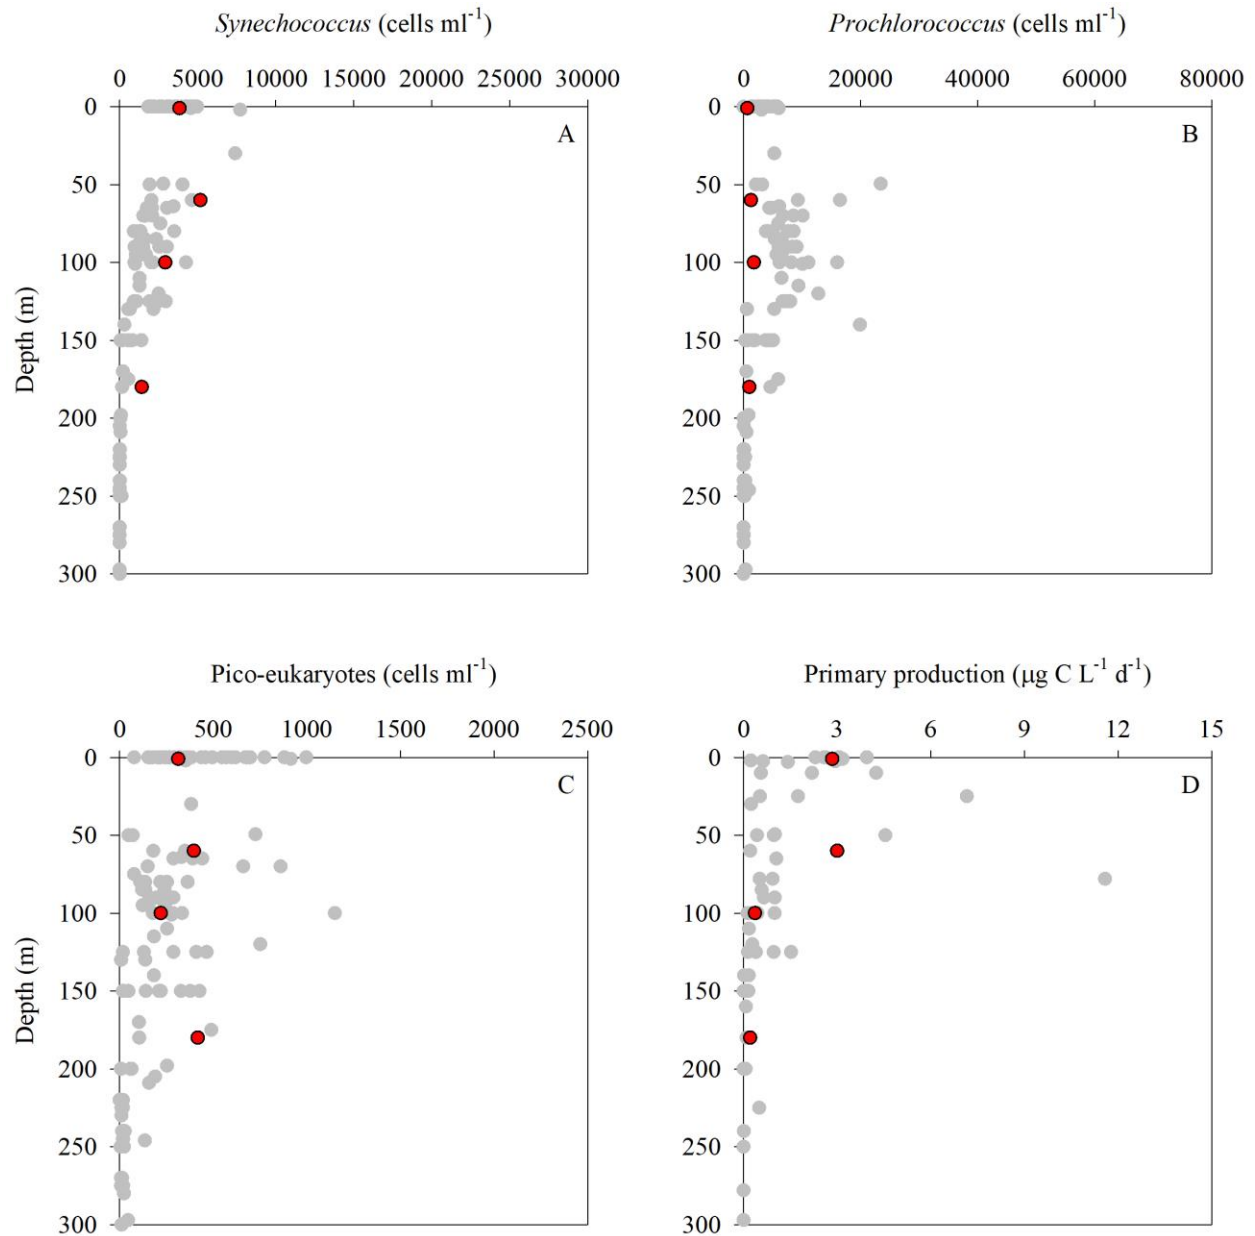 Synechococcus (cells ml⁻¹)
0 5000 10000 15000 20000 25000 30000
0
50
100
150
200
250
300
Depth (m)
A
Prochlorococcus (cells ml⁻¹)
0 20000 40000 60000 80000
0
50
100
150
200
250
300
B
Pico-eukaryotes (cells ml⁻¹)
0 500 1000 1500 2000 2500
0
50
100
150
200
250
300
Depth (m)
C
Primary production (µg C L⁻¹ d⁻¹)
0 3 6 9 12 15
0
50
100
150
200
250
300
D